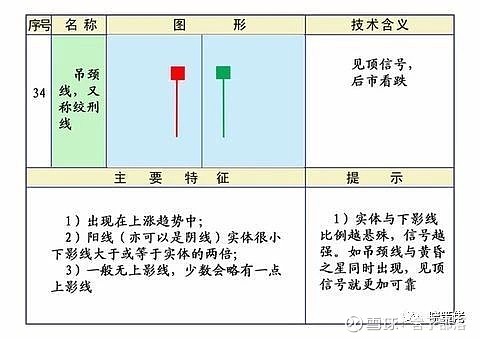 序号 名称 图形 技术含义
34
吊颈
线，又
称绞刑
线
见顶信号，
后市看跌
主要特征 提示
1）出现在上涨趋势中；
2）阳线（亦可以是阴线）实体很小
下影线大于或等于实体的两倍；
3）一般无上影线，少数会略有一点
上影线
1）实体与下影线
比例越悬殊，信号越
强。如吊颈线与黄昏
之星同时出现，见顶
信号就更加可靠
雪球：